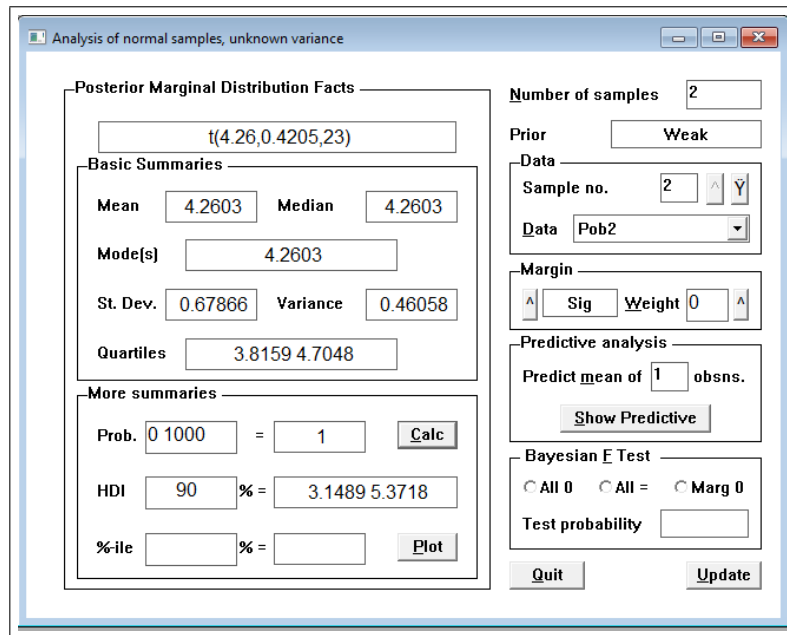 Analysis of normal samples, unknown variance
Posterior Marginal Distribution Facts
t(4.26,0.4205,23)
Basic Summaries
Mean 4.2603 Median 4.2603
Mode(s) 4.2603
St. Dev. 0.67866 Variance 0.46058
Quartiles 3.8159 4.7048
More summaries
Prob. 0 1000 = 1 Calc
HDI 90 % = 3.1489 5.3718
%-ile % = Plot
Number of samples 2
Prior Weak
Data
Sample no. 2 ^ Ÿ
Data Pob2
Margin
^ Sig Weight 0 ^
Predictive analysis
Predict mean of 1 obsns.
Show Predictive
Bayesian F Test
All 0 All = Marg 0
Test probability
Quit Update